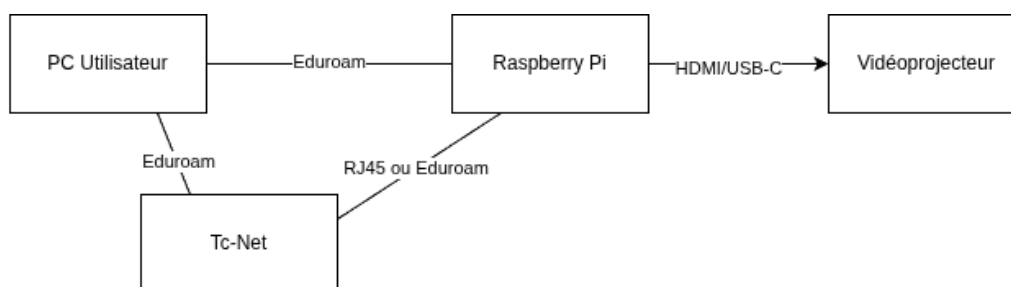 PC Utilisateur
Eduroam
Raspberry Pi
HDMI/USB-C
Vidéoprojecteur
Eduroam
RJ45 ou Eduroam
Tc-Net